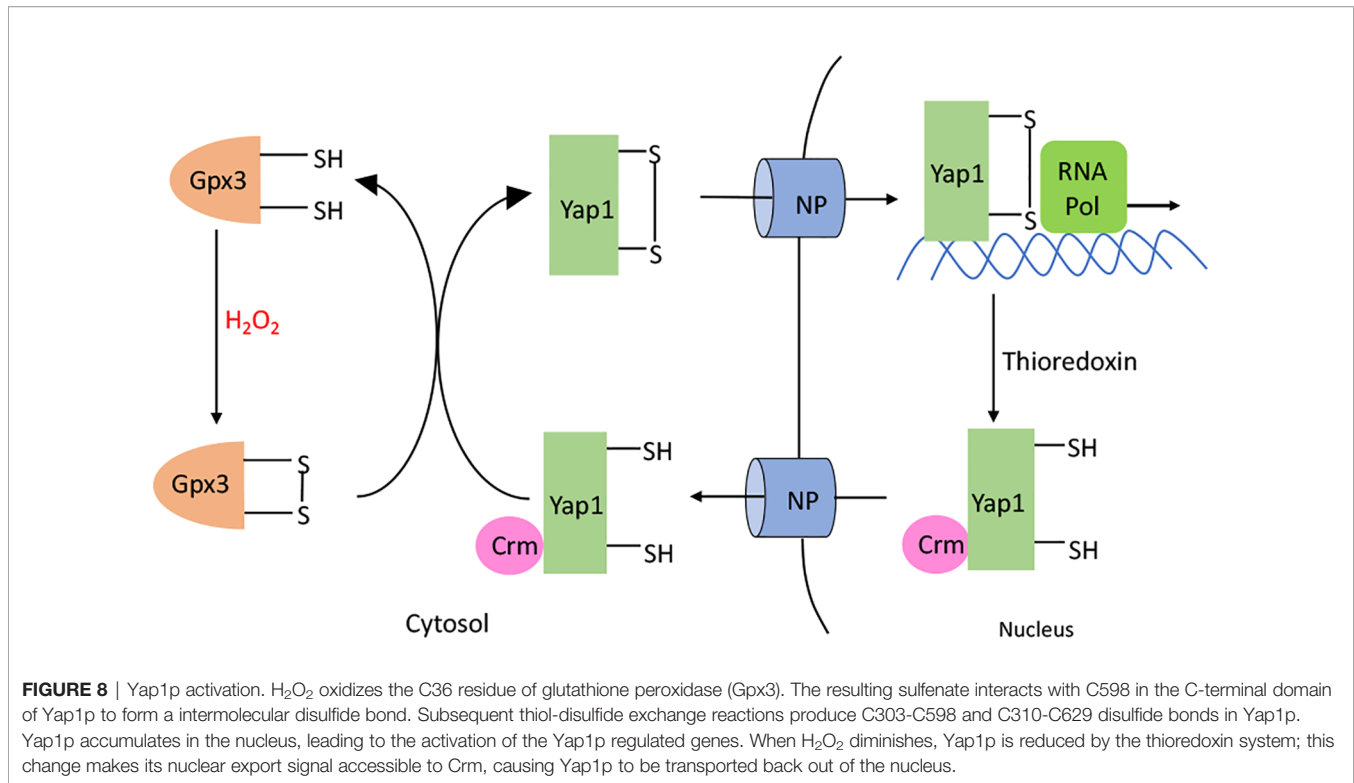 Gpx3
SH
SH
H₂O₂
Gpx3
S
S
Yap1
S
S
NP
Yap1
S
S
RNA
Pol
Thioredoxin
Crm
Yap1
SH
SH
NP
Crm
Yap1
SH
SH
Cytosol
Nucleus
FIGURE 8 | Yap1p activation. H₂O₂ oxidizes the C36 residue of glutathione peroxidase (Gpx3). The resulting sulfenate interacts with C598 in the C-terminal domain
of Yap1p to form a intermolecular disulfide bond. Subsequent thiol-disulfide exchange reactions produce C303-C598 and C310-C629 disulfide bonds in Yap1p.
Yap1p accumulates in the nucleus, leading to the activation of the Yap1p regulated genes. When H₂O₂ diminishes, Yap1p is reduced by the thioredoxin system; this
change makes its nuclear export signal accessible to Crm, causing Yap1p to be transported back out of the nucleus.